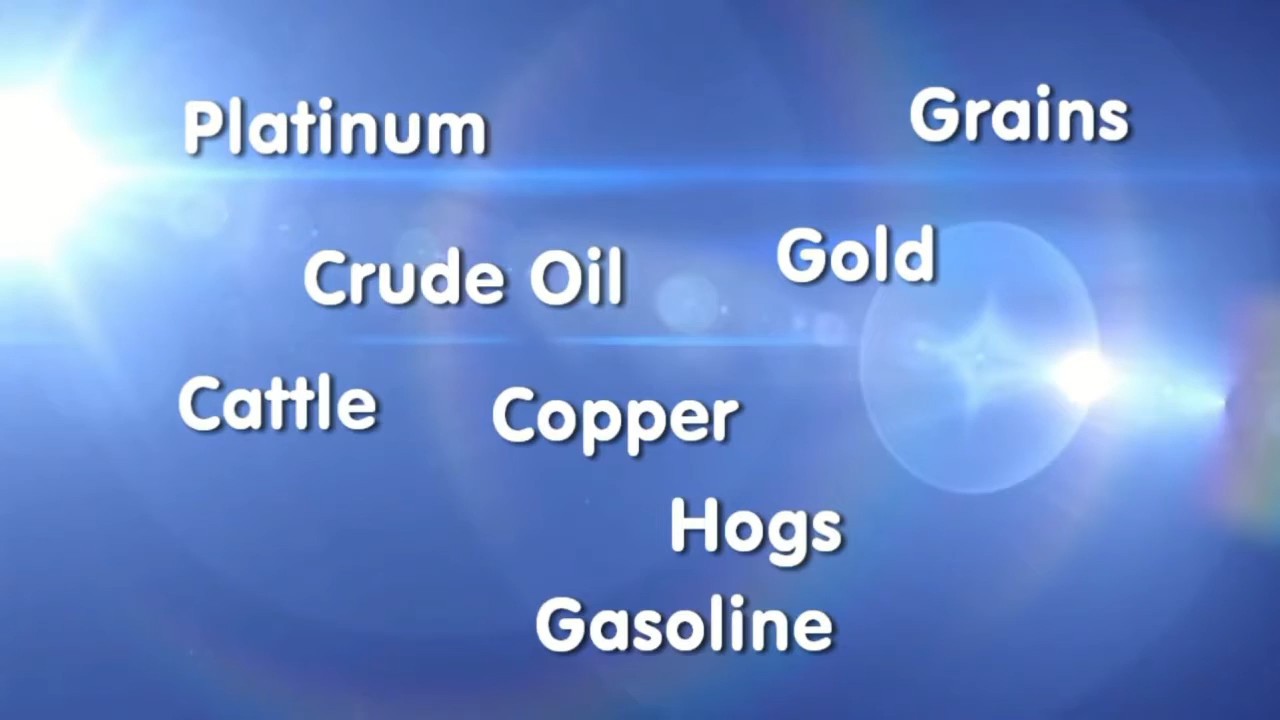 Platinum
Grains
Crude Oil
Gold
Cattle
Copper
Hogs
Gasoline